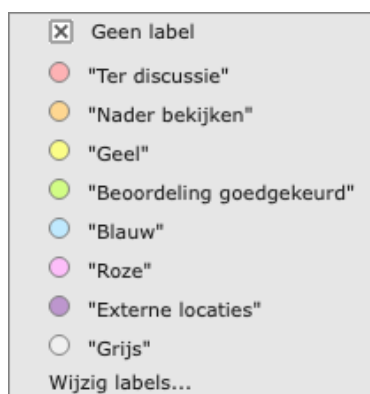 Geen label
"Ter discussie"
"Nader bekijken"
"Geel"
"Beoordeling goedgekeurd"
"Blauw"
"Roze"
"Externe locaties"
"Grijs"
Wijzig labels...